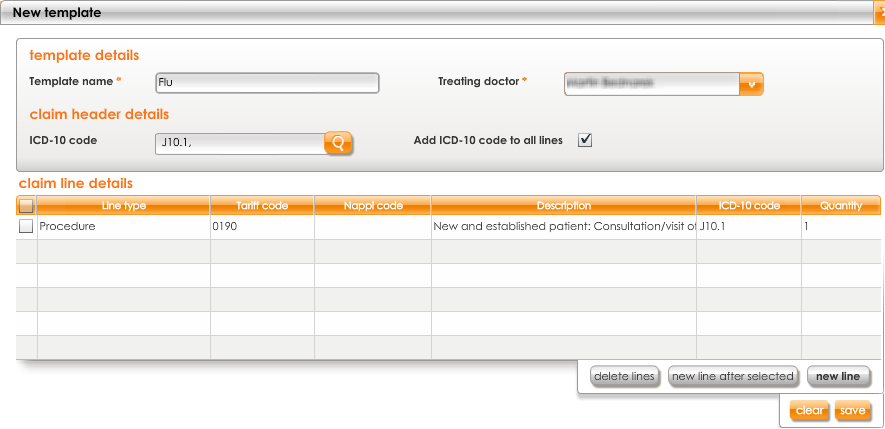 New template
template details
Template name * Flu Treating doctor * v
claim header details
ICD-10 code J10.1, Add ICD-10 code to all lines
claim line details
Line type Tariff code Nappi code Description ICD-10 code Quantity
Procedure 0190 New and established patient: Consultation/visit of J10.1 1
delete lines new line after selected new line
clear save